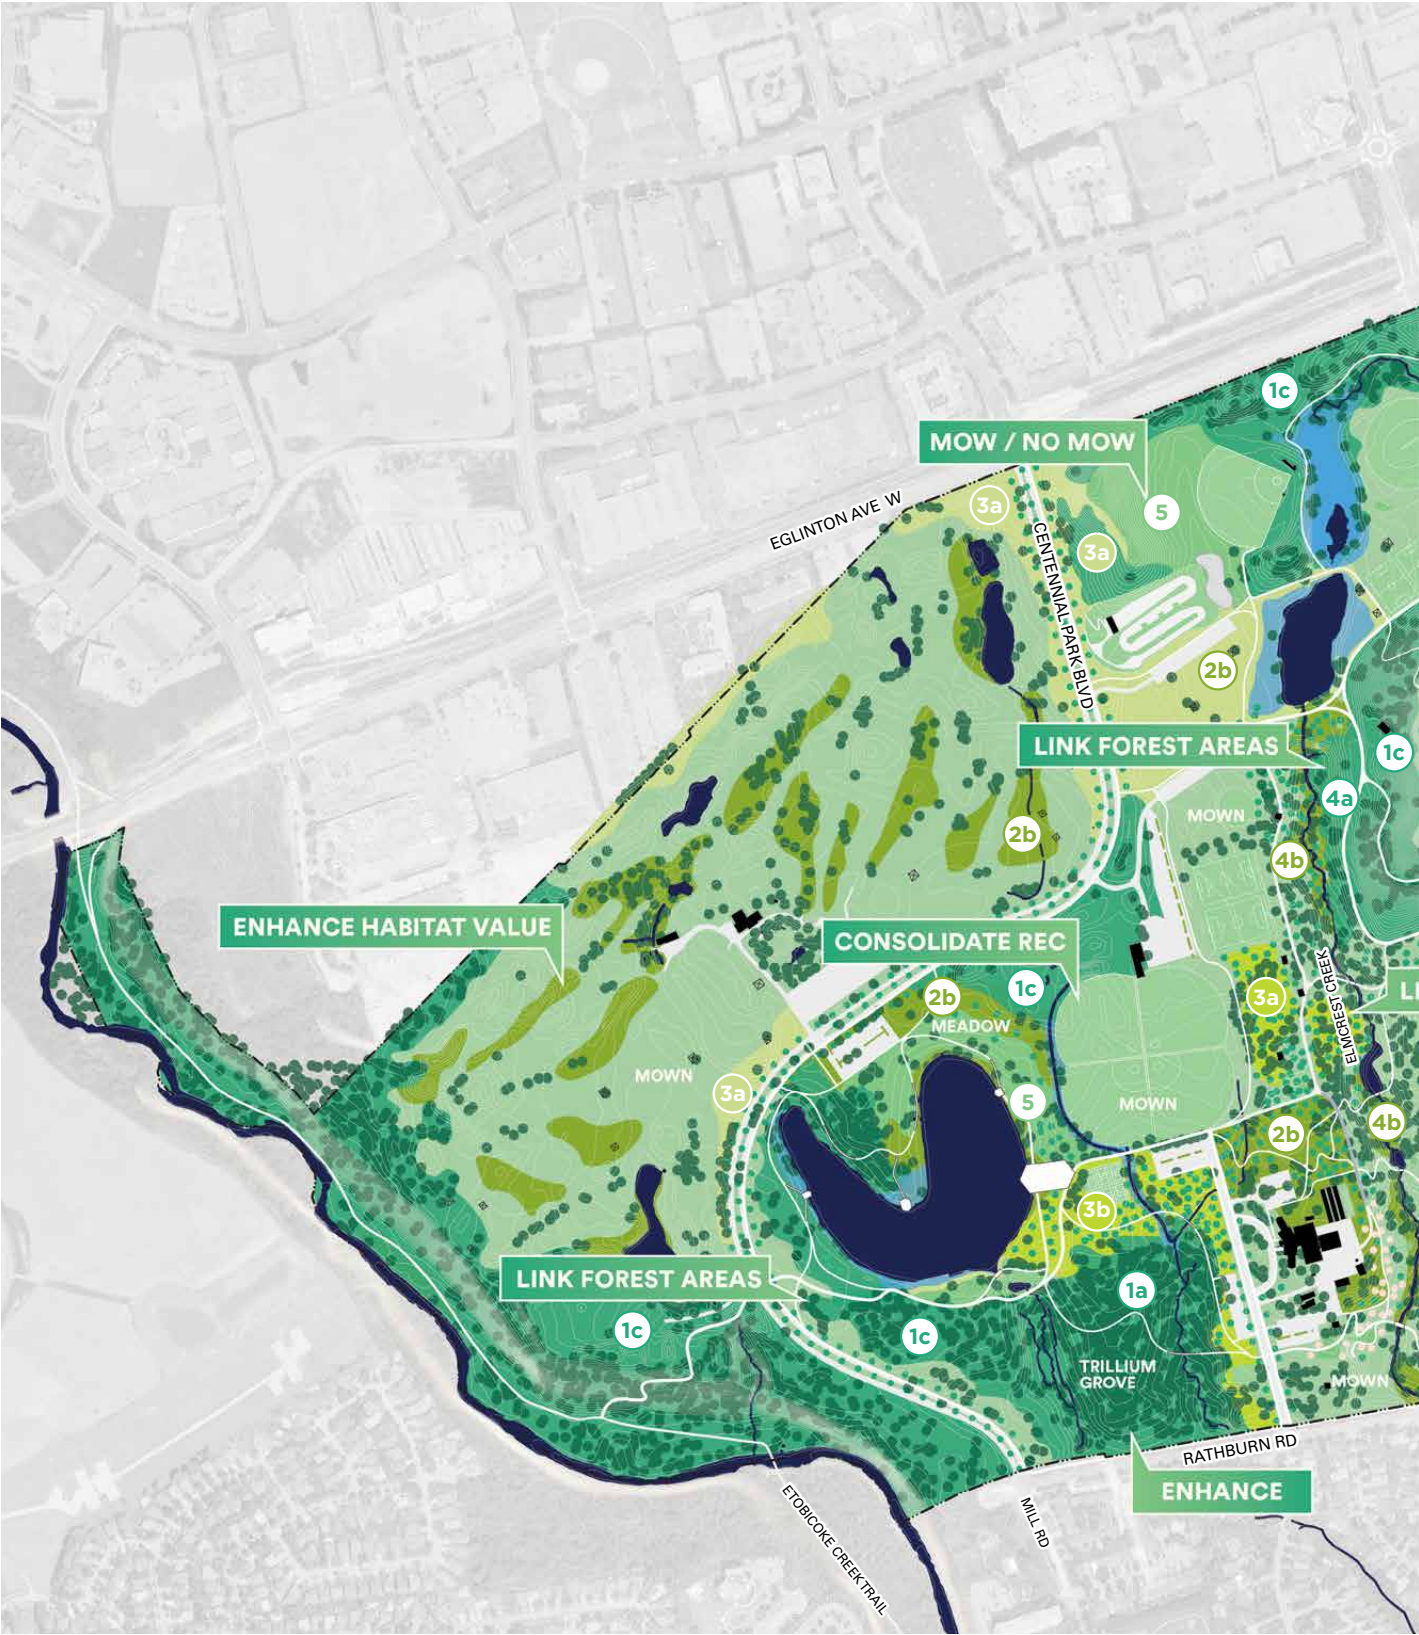 1c
MOW / NO MOW
EGLINTON AVE W
3a
5
CENTENNIAL PARK BLVD
3a
2b
LINK FOREST AREAS
1c
4a
MOWN
2b
4b
ENHANCE HABITAT VALUE
CONSOLIDATE REC
2b
1c
3a
ELMCREST CREEK
MEADOW
MOWN
3a
5
MOWN
2b
4b
3b
LINK FOREST AREAS
1a
1c
1c
TRILLIUM
GROVE
MOWN
RATHBURN RD
ENHANCE
MILL RD
ETOBICOKE CREEK TRAIL